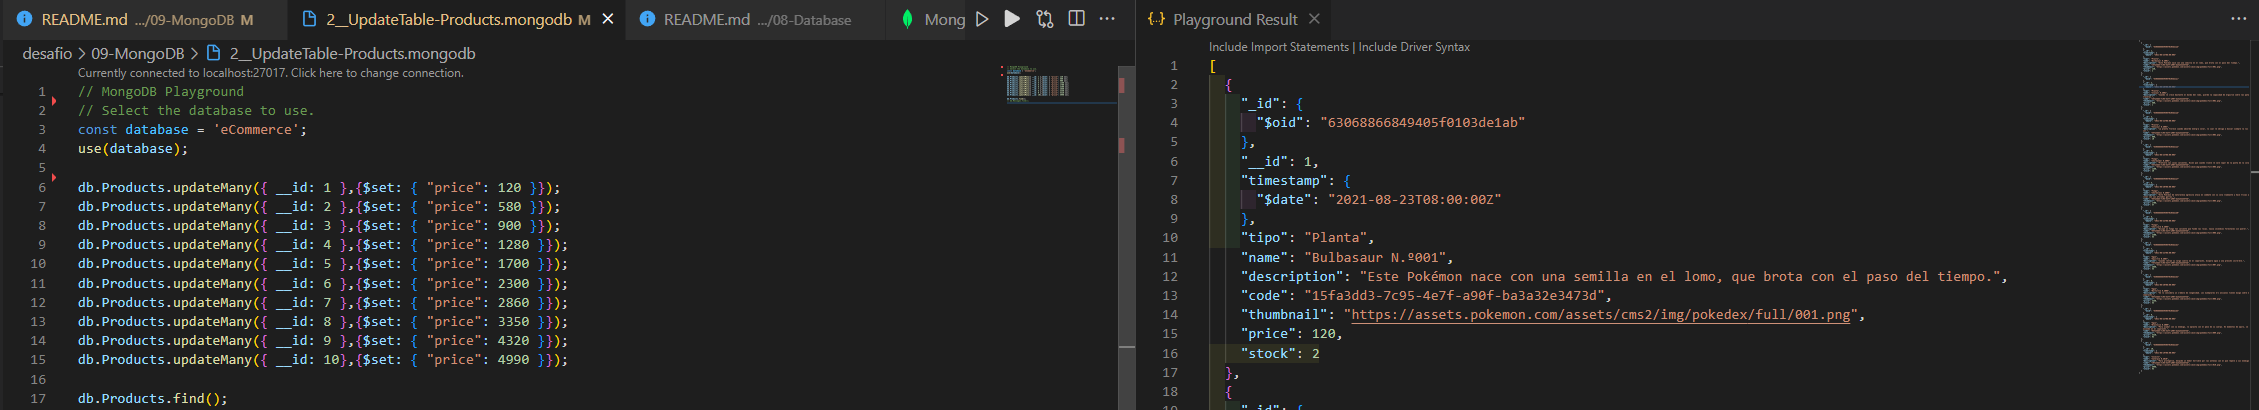 README.md .../09-MongoDB M
2__UpdateTable-Products.mongodb M
README.md .../08-Database
Mong
desafio > 09-MongoDB > 2__UpdateTable-Products.mongodb
Currently connected to localhost:27017. Click here to change connection.
1 // MongoDB Playground
2 // Select the database to use.
3 const database = 'eCommerce';
4 use(database);
5
6 db.Products.updateMany({ __id: 1 },{$set: { "price": 120 }});
7 db.Products.updateMany({ __id: 2 },{$set: { "price": 580 }});
8 db.Products.updateMany({ __id: 3 },{$set: { "price": 900 }});
9 db.Products.updateMany({ __id: 4 },{$set: { "price": 1280 }});
10 db.Products.updateMany({ __id: 5 },{$set: { "price": 1700 }});
11 db.Products.updateMany({ __id: 6 },{$set: { "price": 2300 }});
12 db.Products.updateMany({ __id: 7 },{$set: { "price": 2860 }});
13 db.Products.updateMany({ __id: 8 },{$set: { "price": 3350 }});
14 db.Products.updateMany({ __id: 9 },{$set: { "price": 4320 }});
15 db.Products.updateMany({ __id: 10},{$set: { "price": 4990 }});
16
17 db.Products.find();
Playground Result
Include Import Statements | Include Driver Syntax
1 [
2 {
3 "_id": {
4 "$oid": "63068866849405f0103de1ab"
5 },
6 "__id": 1,
7 "timestamp": {
8 "$date": "2021-08-23T08:00:00Z"
9 },
10 "tipo": "Planta",
11 "name": "Bulbasaur N.º001",
12 "description": "Este Pokémon nace con una semilla en el lomo, que brota con el paso del tiempo.",
13 "code": "15fa3dd3-7c95-4e7f-a90f-ba3a32e3473d",
14 "thumbnail": "https://assets.pokemon.com/assets/cms2/img/pokedex/full/001.png",
15 "price": 120,
16 "stock": 2
17 },
18 {
19 "_id": {